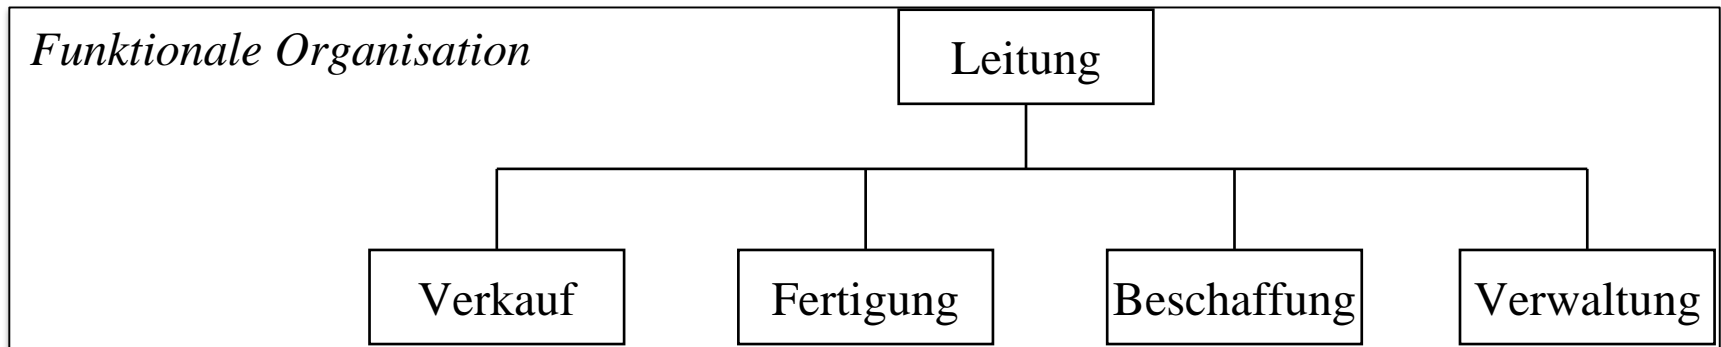 Funktionale Organisation
Leitung
Verkauf
Fertigung
Beschaffung
Verwaltung